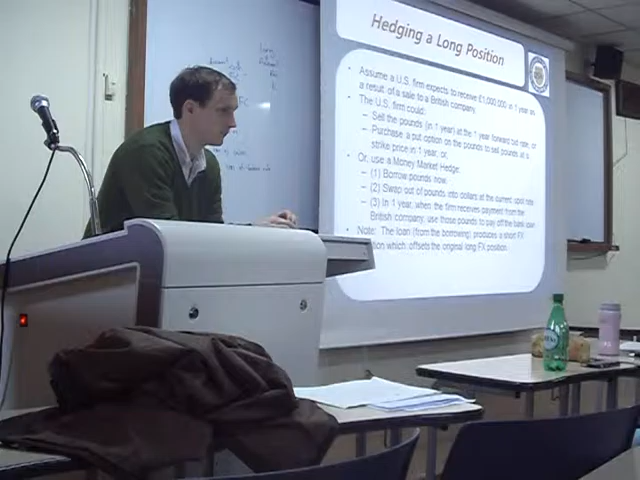 Hedging a Long Position
• Assume a U.S. firm expects to receive £1,000,000 in 1 year as
a result of a sale to a British company.
• The U.S. firm could:
– Sell the pounds (in 1 year) at the 1 year forward bid rate, or
– Purchase a put option on the pounds to sell pounds at a
strike price in 1 year; or,
• Or, use a Money Market Hedge:
– (1) Borrow pounds now.
– (2) Swap out of pounds into dollars at the current spot rate
– (3) In 1 year, when the firm receives payment from the
British company, use those pounds to pay off the bank loan
• Note: The loan (from the borrowing) produces a short FX
which offsets the original long FX position.
FC